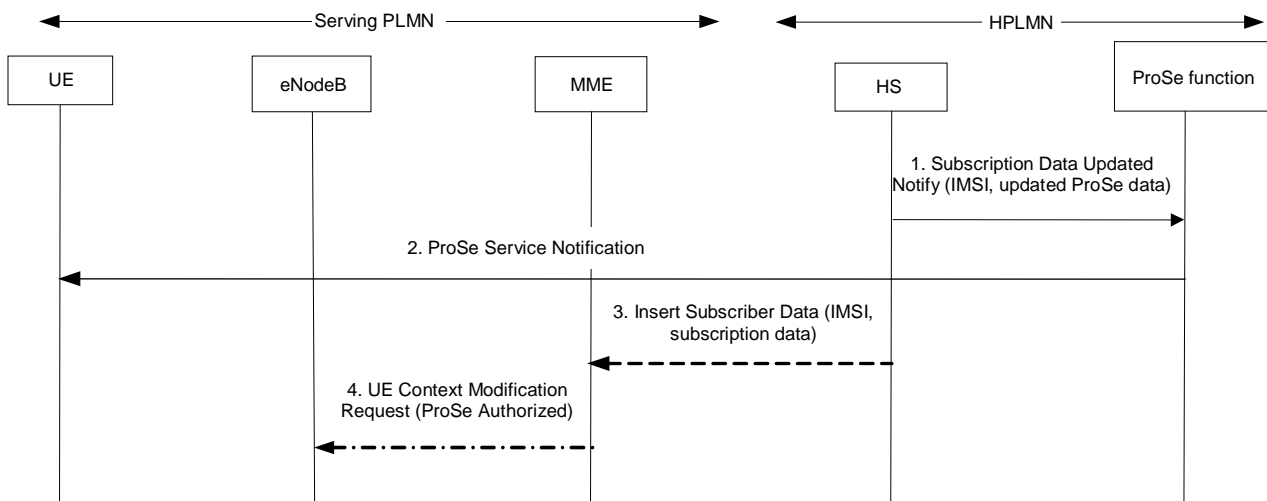 Serving PLMN
HPLMN
UE
eNodeB
MME
HS
ProSe function
1. Subscription Data Updated
Notify (IMSI, updated ProSe data)
2. ProSe Service Notification
3. Insert Subscriber Data (IMSI,
subscription data)
4. UE Context Modification
Request (ProSe Authorized)